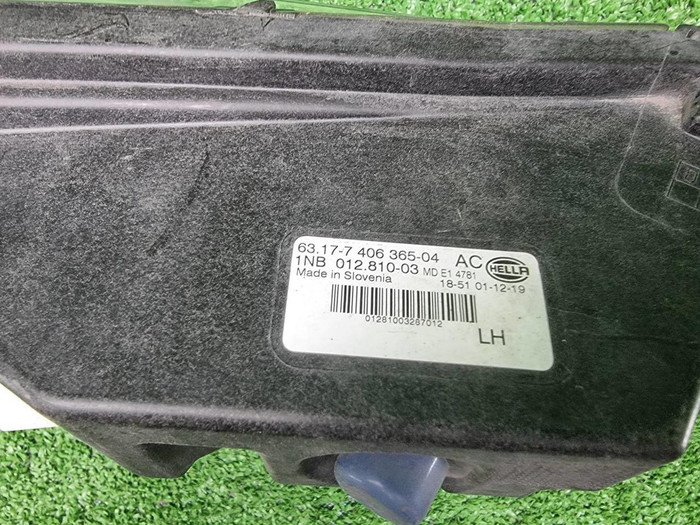 63.17-7 406 365-04 AC
1NB 012.810-03 MD E1 4781 HELLA
Made in Slovenia 18-51 01-12-19
01281003267012
LH